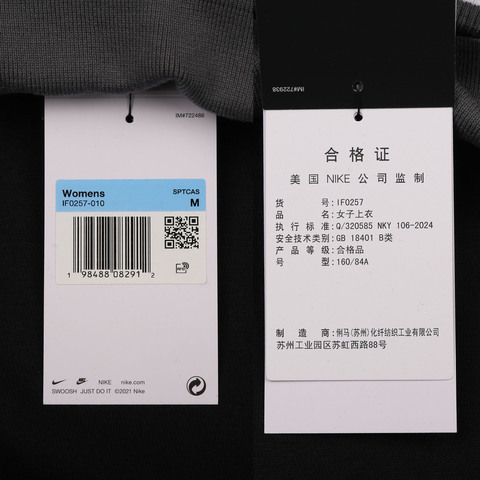 IM#722486
Womens
SPTCAS
IF0257-010
M
1 98488 08291 2
NIKE
nike.com
SWOOSH JUST DO IT ©2021 NIKE
IM#722938
合格证
美国 NIKE 公司监制
货号:IF0257
品名:女子上衣
执行标准:Q/320585 NKY 106-2024
安全技术类别:GB 18401 B类
产品等级:合格品
号型:160/84A
制造商:俐马(苏州)化纤纺织工业有限公司
苏州工业园区苏虹西路88号